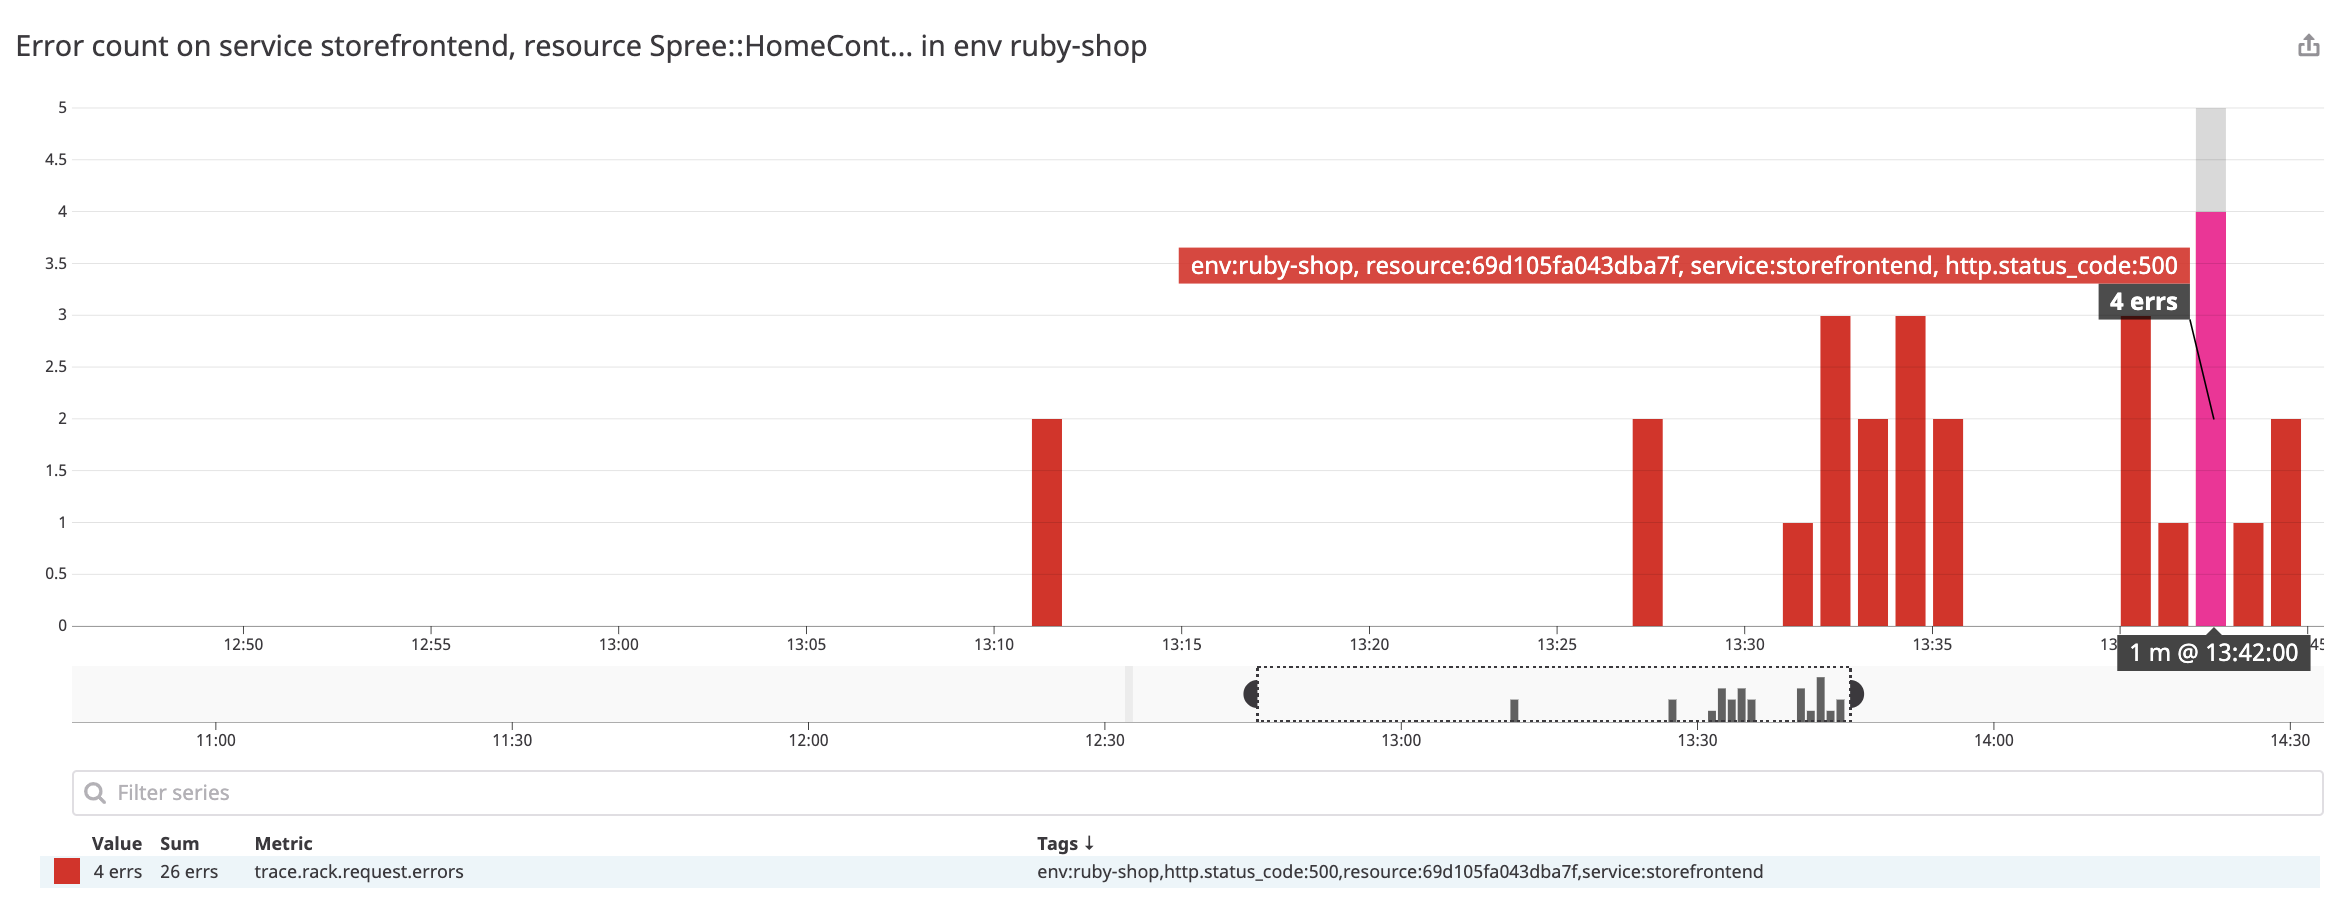 Error count on service storefrontend, resource Spree::HomeCont... in env ruby-shop
5
4.5
4
3.5
3
2.5
2
1.5
1
0.5
0
env:ruby-shop, resource:69d105fa043dba7f, service:storefrontend, http.status_code:500
4 errs
12:50 12:55 13:00 13:05 13:10 13:15 13:20 13:25 13:30 13:35
1 m @ 13:42:00
11:00 11:30 12:00 12:30 13:00 13:30 14:00 14:30
Filter series
Value Sum Metric Tags ↓
4 errs 26 errs trace.rack.request.errors env:ruby-shop,http.status_code:500,resource:69d105fa043dba7f,service:storefrontend